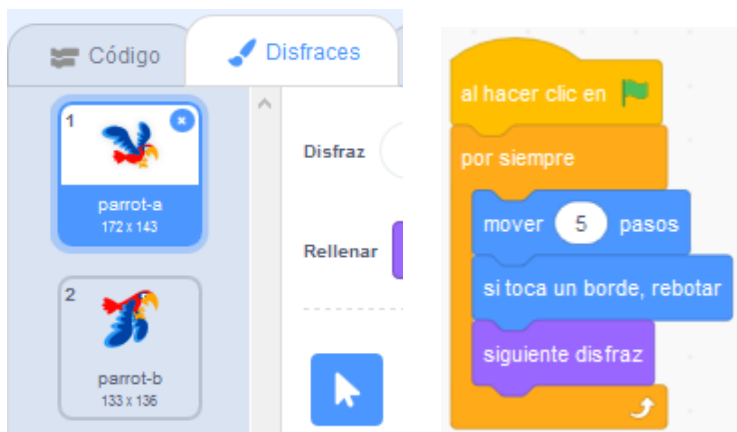 Código
Disfraces
1
parrot-a
172 x 143
2
parrot-b
133 x 136
Disfraz
Rellenar
al hacer clic en
por siempre
mover 5 pasos
si toca un borde, rebotar
siguiente disfraz